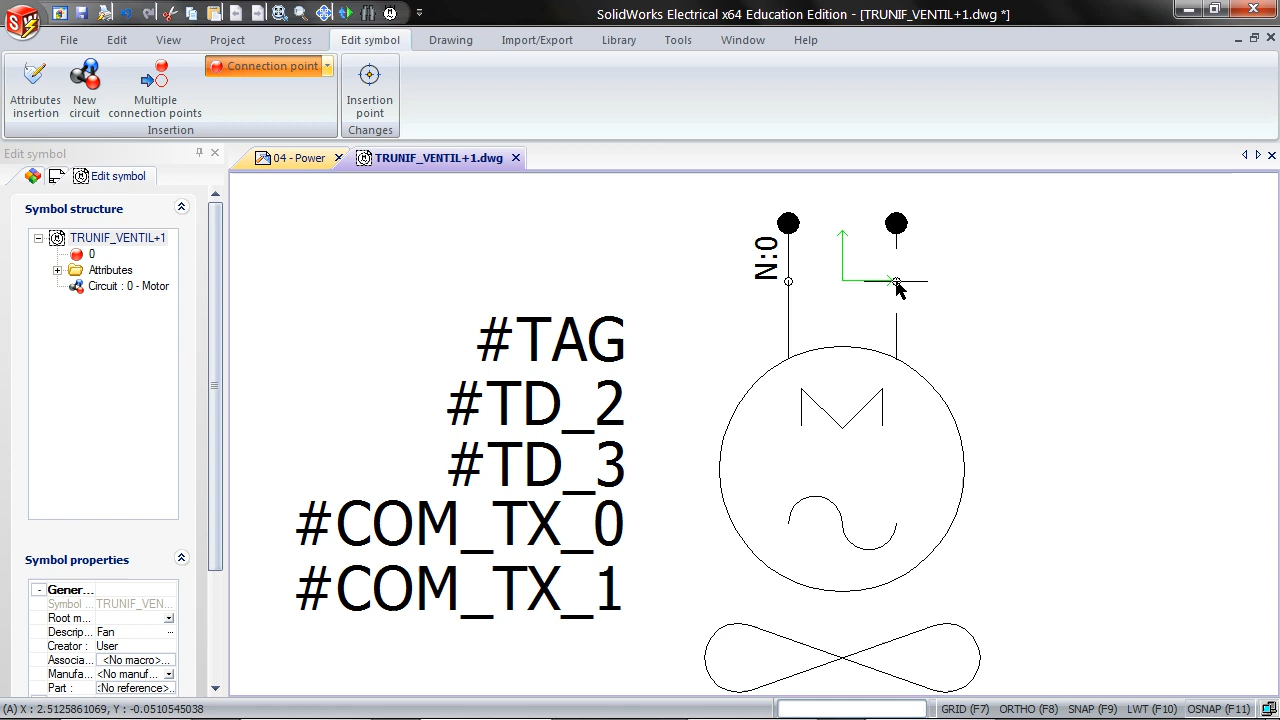 SolidWorks Electrical x64 Education Edition - [TRUNIF_VENTIL+1.dwg *]
File Edit View Project Process Edit symbol Drawing Import/Export Library Tools Window Help
Connection point
Attributes insertion
New circuit
Multiple connection points
Insertion point
Insertion
Changes
Edit symbol
04 - Power
TRUNIF_VENTIL+1.dwg
Edit symbol
Symbol structure
TRUNIF_VENTIL+1
0
Attributes
Circuit : 0 - Motor
N:0
#TAG
#TD_2
#TD_3
#COM_TX_0
#COM_TX_1
M
Symbol properties
Gener...
Symbol ... TRUNIF_VEN...
Root m...
Descrip... Fan
Creator : User
Associa... <No macro>...
Manufa... <No manuf...
Part : <No reference>...
(A) X : 2.5125861069, Y : -0.0510545038
GRID (F7) ORTHO (F8) SNAP (F9) LWT (F10) OSNAP (F11)